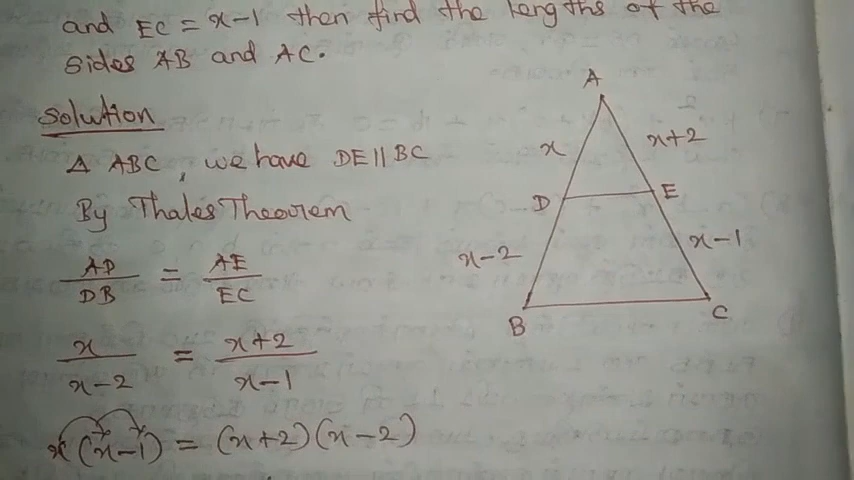 and EC = x-1 then find the lengths of the
sides AB and AC.
Solution
Δ ABC, we have DE||BC
By Thales Theorem
AD/DB = AE/EC
x/x-2 = x+2/x-1
x(x-1) = (x+2)(x-2)
A
x
x+2
D
E
x-2
x-1
B
C